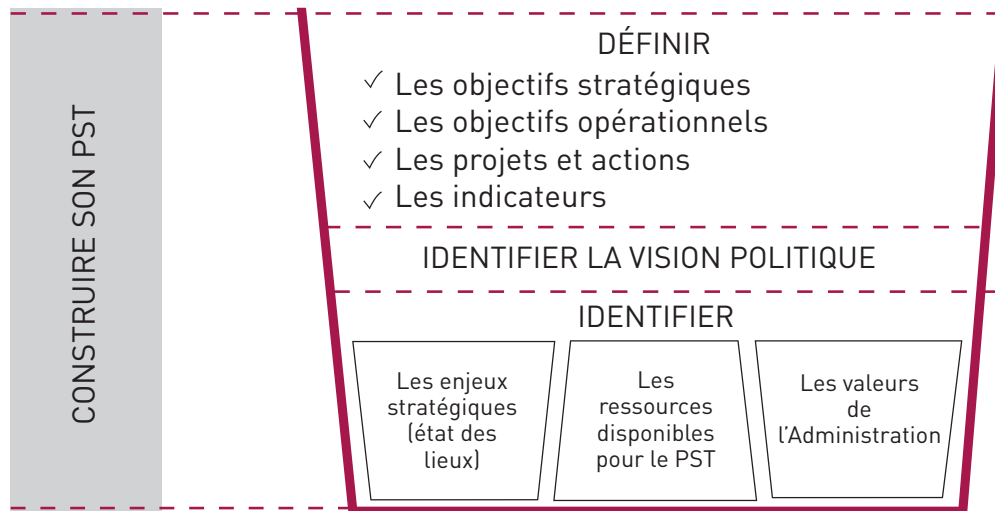 CONSTRUIRE SON PST
DÉFINIR
✓ Les objectifs stratégiques
✓ Les objectifs opérationnels
✓ Les projets et actions
✓ Les indicateurs
IDENTIFIER LA VISION POLITIQUE
IDENTIFIER
Les enjeux
stratégiques
(état des
lieux)
Les
ressources
disponibles
pour le PST
Les valeurs
de
l'Administration